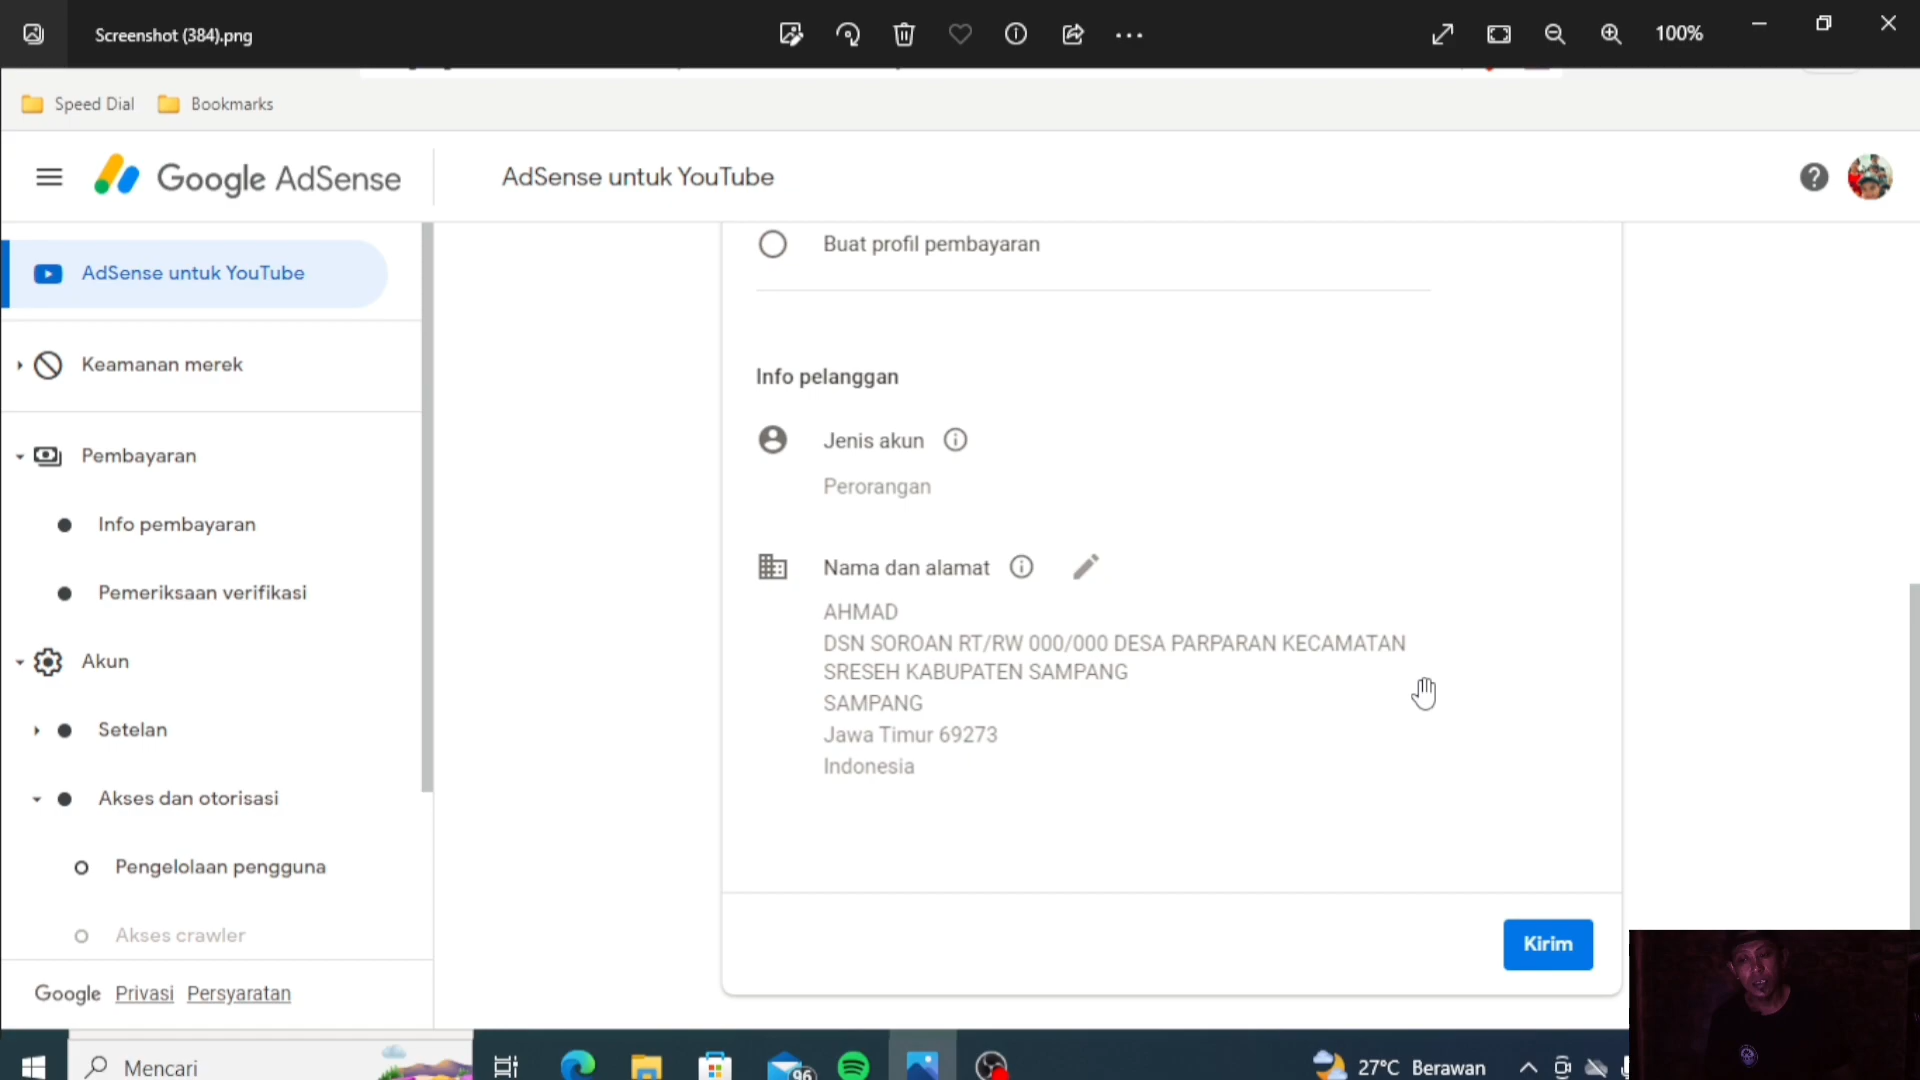 Screenshot (384).png
100%
Speed Dial
Bookmarks
Google AdSense
AdSense untuk YouTube
AdSense untuk YouTube
Keamanan merek
Pembayaran
Info pembayaran
Pemeriksaan verifikasi
Akun
Setelan
Akses dan otorisasi
Pengelolaan pengguna
Akses crawler
Google Privasi Persyaratan
Buat profil pembayaran
Info pelanggan
Jenis akun
Perorangan
Nama dan alamat
AHMAD
DSN SOROAN RT/RW 000/000 DESA PARPARAN KECAMATAN
SRESEH KABUPATEN SAMPANG
SAMPANG
Jawa Timur 69273
Indonesia
Kirim
Mencari
96
27°C Berawan